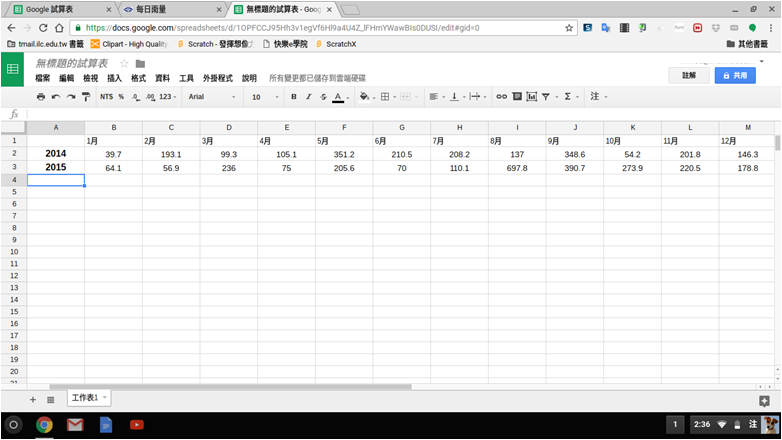 Google 試算表
每日雨量
無標題的試算表 - Goog
https://docs.google.com/spreadsheets/d/1OPFCCJ95Hh3v1egVf6Hl9a4U4Z_lFHmYWawBIs0DUSI/edit#gid=0
tmail.ilc.edu.tw 書籤
Clipart - High Quality
Scratch - 發揮想像力
快樂e學院
ScratchX
其他書籤
無標題的試算表
檔案 編輯 檢視 插入 格式 資料 工具 外掛程式 說明 所有變更都已儲存到雲端硬碟
註解
共用
NT$ % .0 .00 123 Arial 10 B I S A Σ 注
fx
A B C D E F G H I J K L M
1 1月 2月 3月 4月 5月 6月 7月 8月 9月 10月 11月 12月
2 2014 39.7 193.1 99.3 105.1 351.2 210.5 208.2 137 348.6 54.2 201.8 146.3
3 2015 64.1 56.9 236 75 205.6 70 110.1 697.8 390.7 273.9 220.5 178.8
4
5
6
7
8
9
10
11
12
13
14
15
16
17
18
19
20
21
工作表1
1 2:36 注